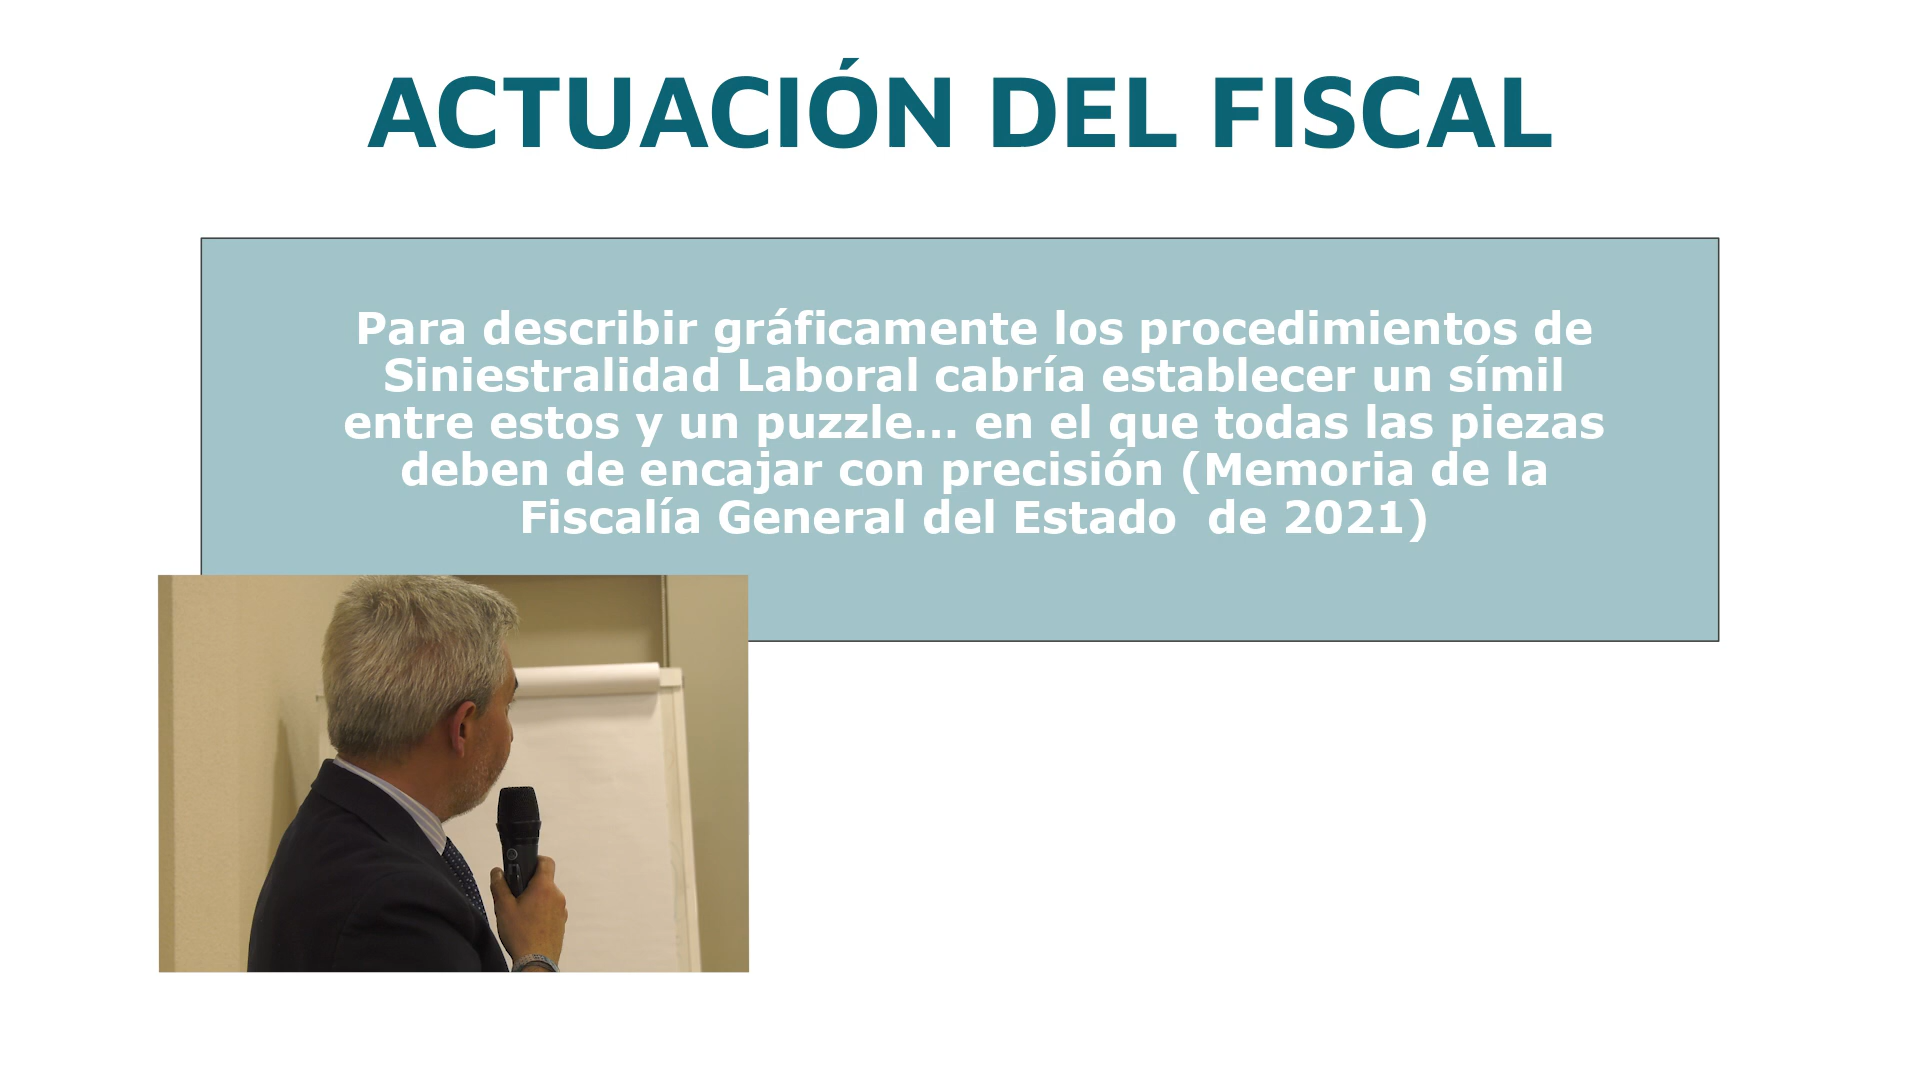 ACTUACIÓN DEL FISCAL
Para describir gráficamente los procedimientos de
Siniestralidad Laboral cabría establecer un símil
entre estos y un puzzle... en el que todas las piezas
deben de encajar con precisión (Memoria de la
Fiscalía General del Estado  de 2021)